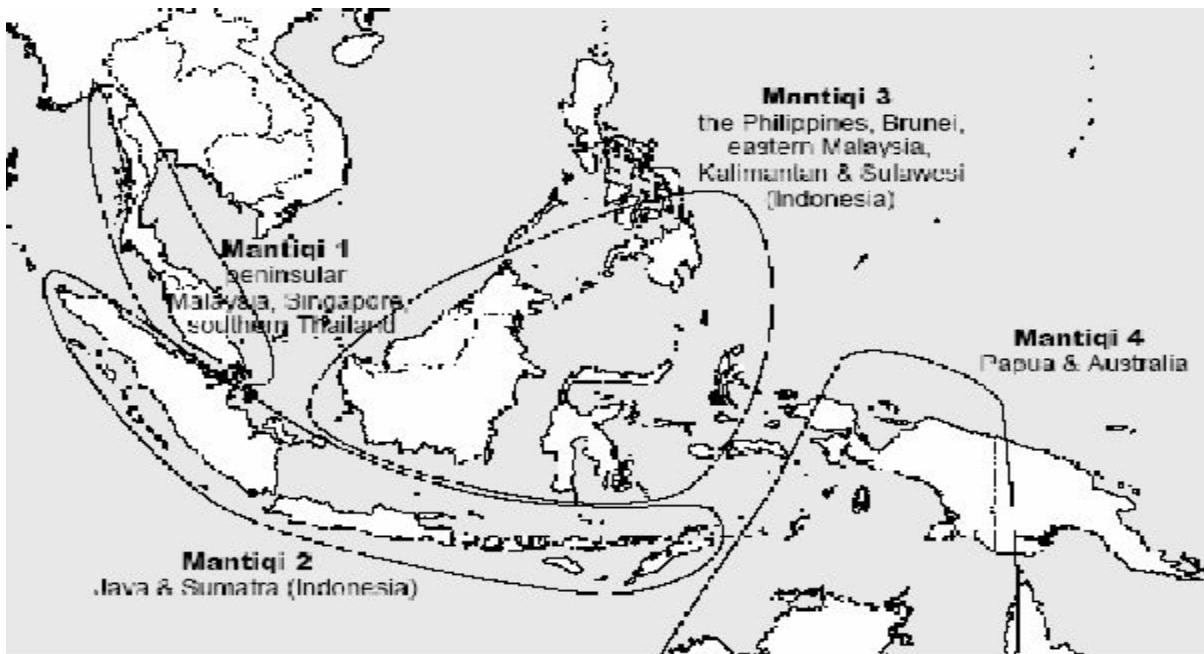 Mantiqi 3
the Philippines, Brunei,
eastern Malaysia,
Kalimantan & Sulawesi
(Indonesia)
Mantiqi 1
peninsular
Malaysia, Singapore,
southern Thailand
Mantiqi 4
Papua & Australia
Mantiqi 2
Java & Sumatra (Indonesia)